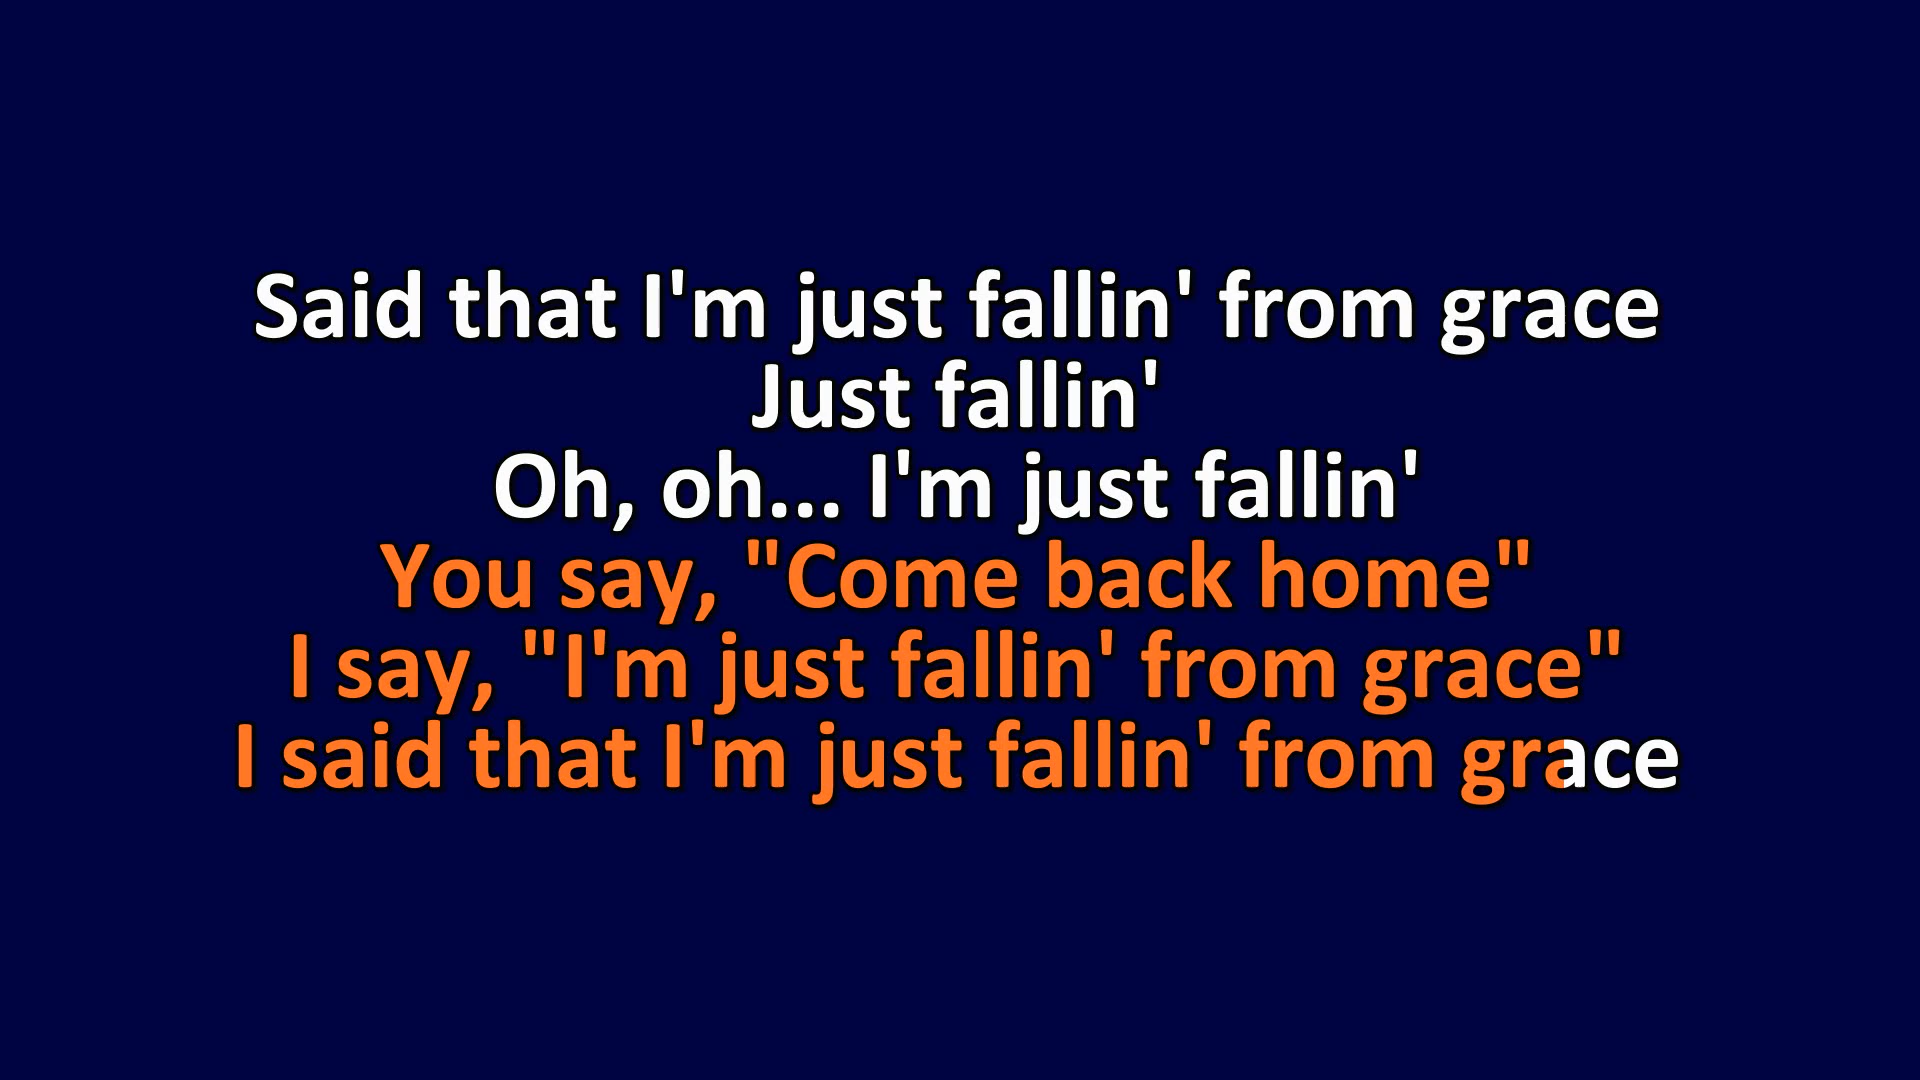 Said that I'm just fallin' from grace
Just fallin'
Oh, oh... I'm just fallin'
You say, "Come back home"
I say, "I'm just fallin' from grace"
I said that I'm just fallin' from grace